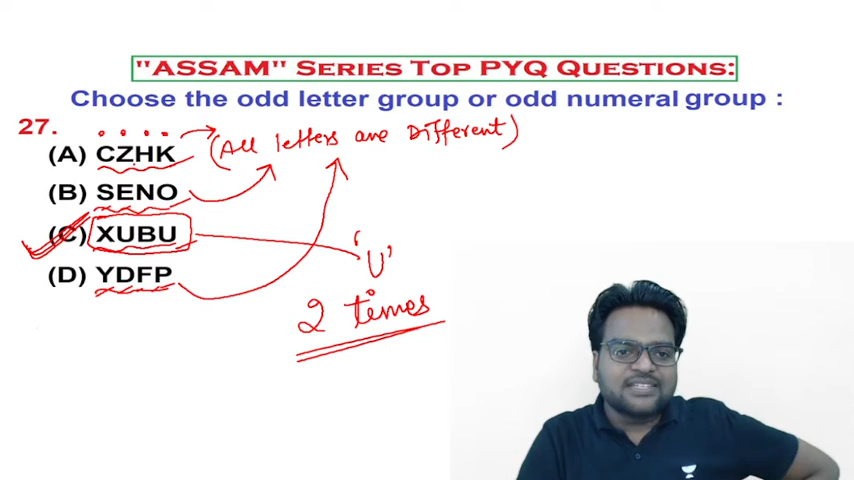 "ASSAM" SERIES TOP PYQ QUESTIONS:
Choose the odd letter group or odd numeral group :
27.
(A) CZHK (All letters are Different)
(B) SENO
(C) XUBU 'U'
(D) YDFP
2 times